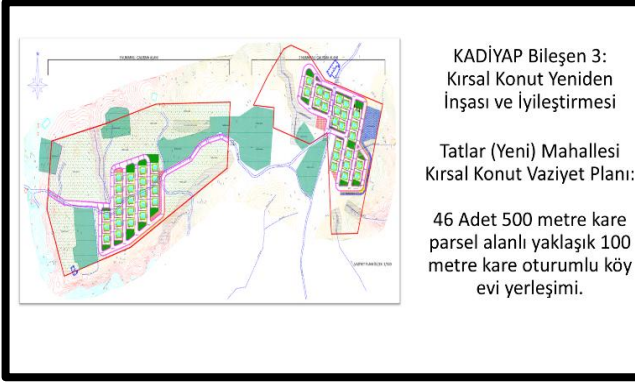 KADİYAP Bileşen 3:
Kırsal Konut Yeniden
İnşası ve İyileştirmesi
Tatlar (Yeni) Mahallesi
Kırsal Konut Vaziyet Planı:
46 Adet 500 metre kare
parsel alanlı yaklaşık 100
metre kare oturumlu köy
evi yerleşimi.